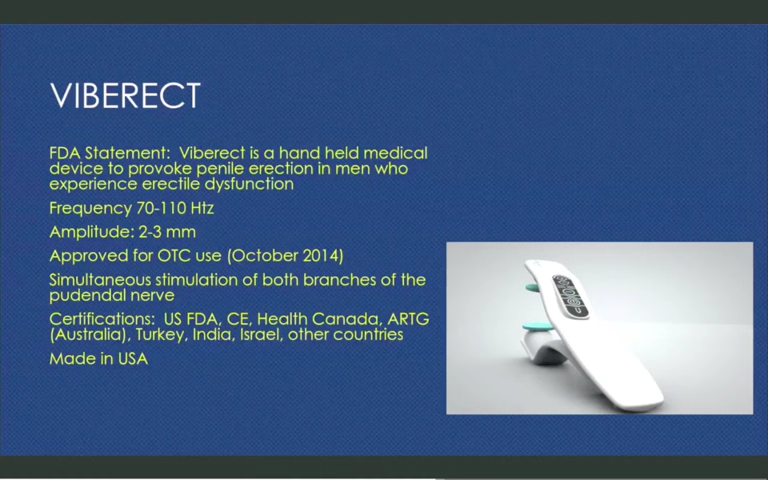 VIBERECT
FDA Statement: Viberect is a hand held medical
device to provoke penile erection in men who
experience erectile dysfunction
Frequency 70-110 Htz
Amplitude: 2-3 mm
Approved for OTC use (October 2014)
Simultaneous stimulation of both branches of the
pudendal nerve
Certifications: US FDA, CE, Health Canada, ARTG
(Australia), Turkey, India, Israel, other countries
Made in USA